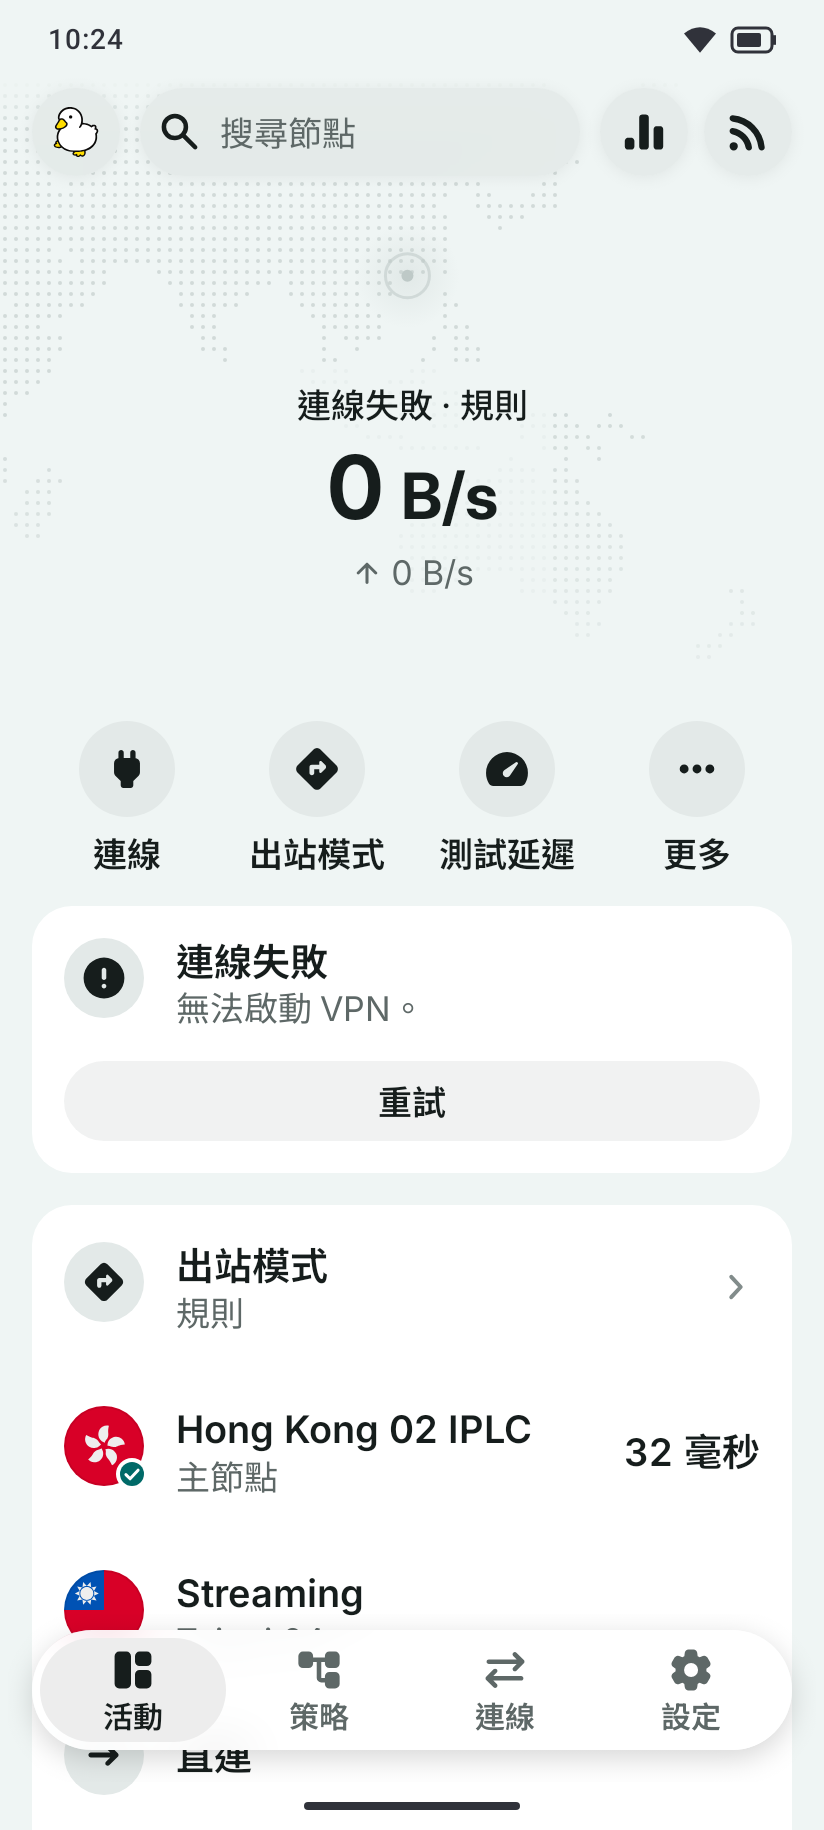 10:24
搜尋節點
連線失敗 · 規則
0 B/s
↑ 0 B/s
連線
出站模式
測試延遲
更多
連線失敗
無法啟動 VPN。
重試
出站模式
規則
Hong Kong 02 IPLC
主節點
32 毫秒
Streaming
活動
策略
連線
設定
直連